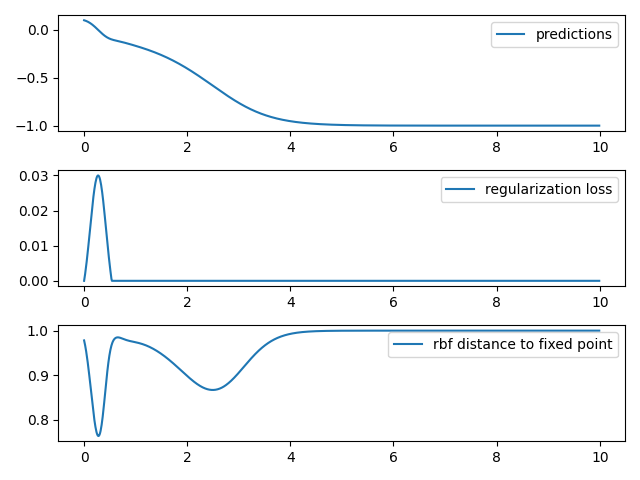 0.0
−0.5
−1.0
predictions
0 2 4 6 8 10
0.03
0.02
0.01
0.00
regularization loss
0 2 4 6 8 10
1.0
0.9
0.8
rbf distance to fixed point
0 2 4 6 8 10